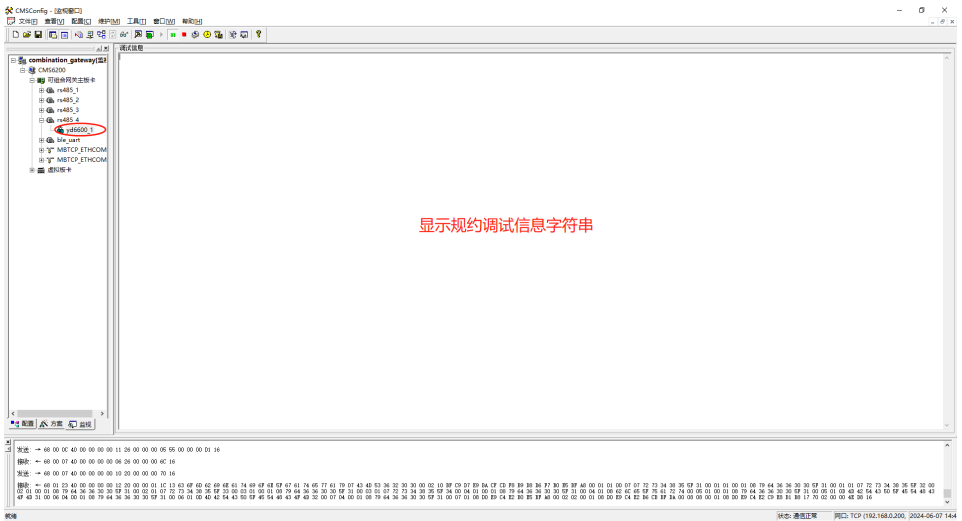 CMSConfig - [监视窗口]
文件[F] 查看[V] 配置[C] 维护[M] 工具[T] 窗口[W] 帮助[H]
调试信息
combination_gateway[监
CMS6200
可组合网关主板卡
rs485_1
rs485_2
rs485_3
rs485_4
yd6600_1
ble_uart
MBTCP_ETHCOM
MBTCP_ETHCOM
虚拟板卡
显示规约调试信息字符串
配置 方案 监视
发送: → 68 00 0C 40 00 00 00 00 11 26 00 00 00 05 55 00 00 00 D1 16
接收: ← 68 00 07 40 00 00 00 00 06 26 00 00 00 6C 16
发送: → 68 00 07 40 00 00 00 00 10 20 00 00 00 70 16
就绪
状态: 通信正常 网口: TCP (192.168.0.200, 2024-06-07 14:4